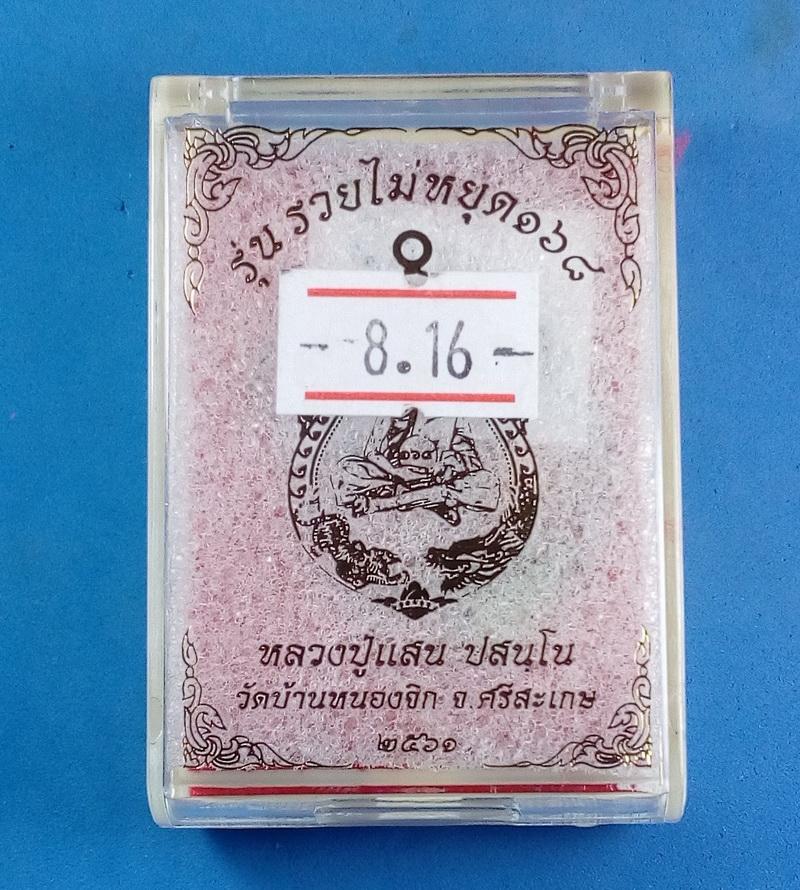 รุ่น รวยไม่หยุด๑๖๘
- -8.16-
หลวงปู่แสน ปสนฺโน
วัดบ้านหนองจิก จ.ศรีสะเกษ
๒๕๖๑